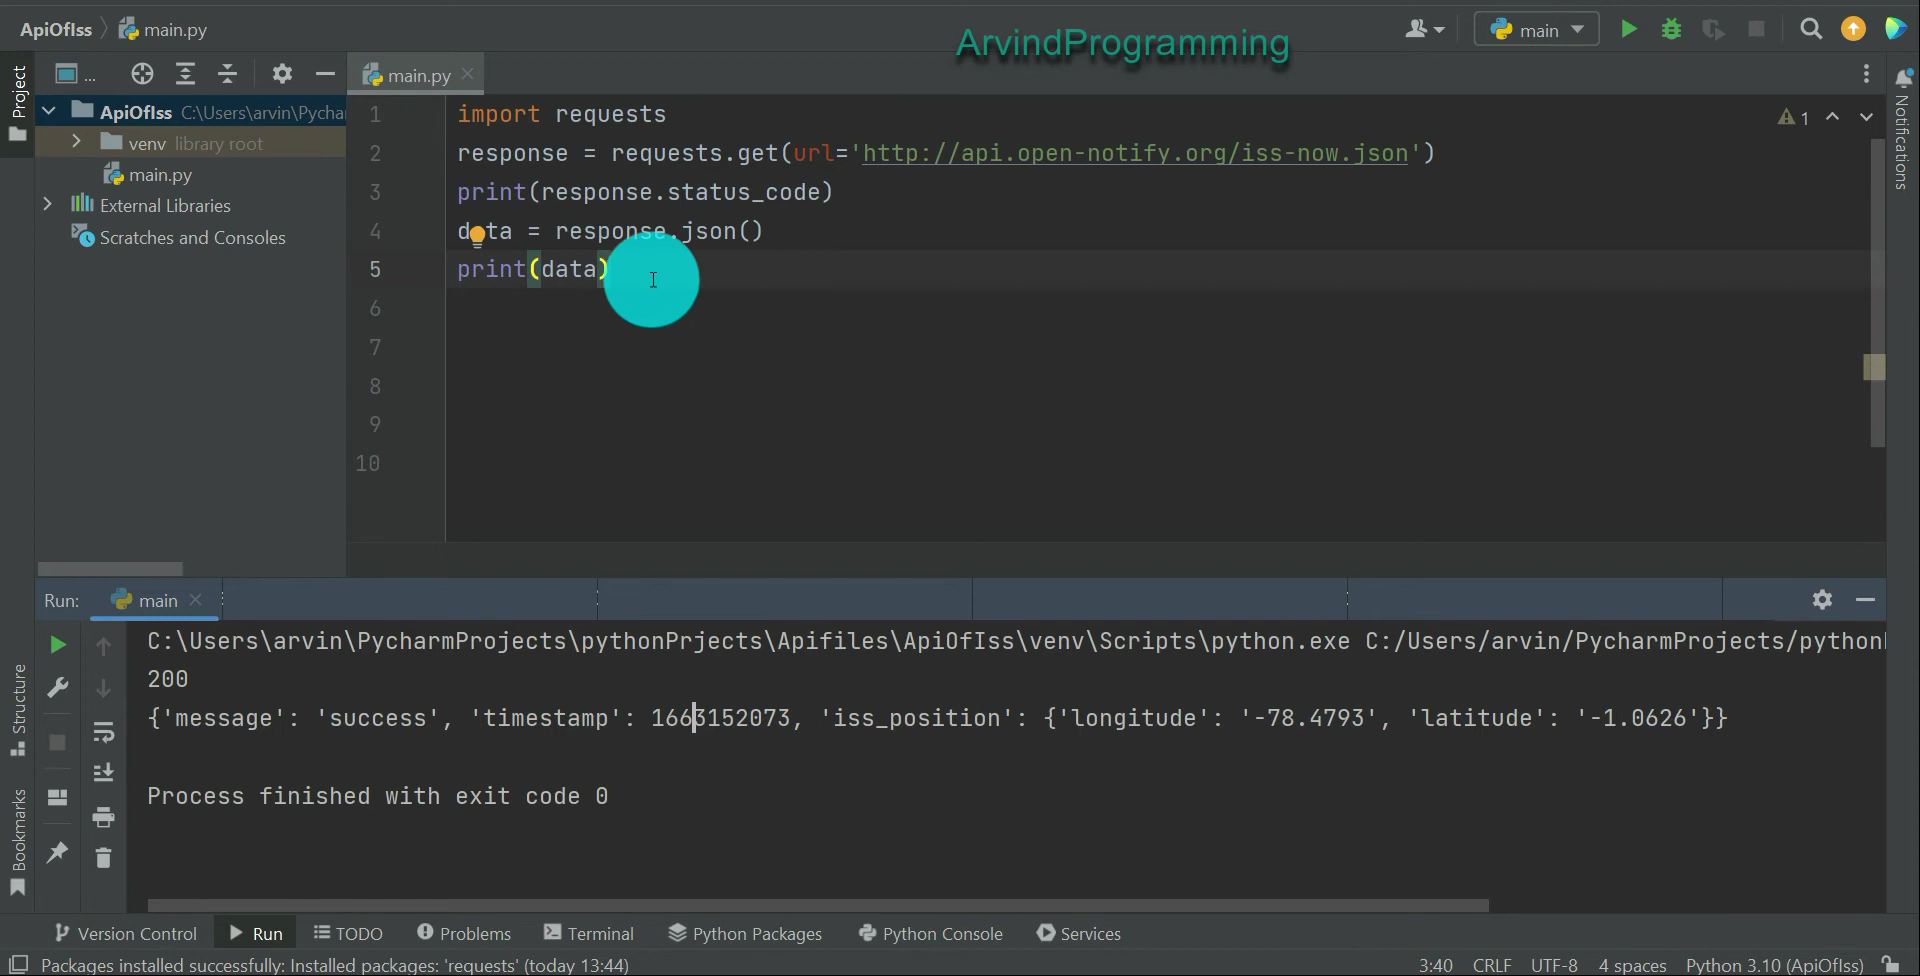 ApiOfIss main.py
ArvindProgramming
main
Project
...
main.py
ApiOfIss C:\Users\arvin\Pychar
venv library root
main.py
External Libraries
Scratches and Consoles
1 import requests
2 response = requests.get(url='http://api.open-notify.org/iss-now.json')
3 print(response.status_code)
4 data = response.json()
5 print(data)
6
7
8
9
10
1
Notifications
Run: main
C:\Users\arvin\PycharmProjects\pythonPrjects\Apifiles\ApiOfIss\venv\Scripts\python.exe C:/Users/arvin/PycharmProjects/python
200
{'message': 'success', 'timestamp': 1663152073, 'iss_position': {'longitude': '-78.4793', 'latitude': '-1.0626'}}
Process finished with exit code 0
Structure
Bookmarks
Version Control Run TODO Problems Terminal Python Packages Python Console Services
Packages installed successfully: Installed packages: 'requests' (today 13:44) 3:40 CRLF UTF-8 4 spaces Python 3.10 (ApiOfIss)